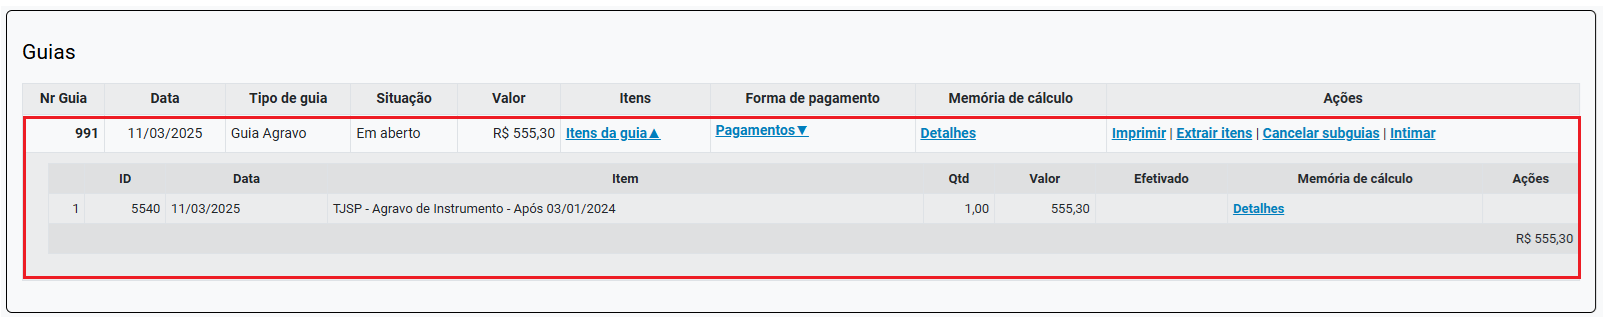 Guias
Nr Guia Data Tipo de guia Situação Valor Itens Forma de pagamento Memória de cálculo Ações
991 11/03/2025 Guia Agravo Em aberto R$ 555,30 Itens da guia▲ Pagamentos▼ Detalhes Imprimir | Extrair itens | Cancelar subguias | Intimar
ID Data Item Qtd Valor Efetivado Memória de cálculo Ações
1 5540 11/03/2025 TJSP - Agravo de Instrumento - Após 03/01/2024 1,00 555,30 Detalhes
R$ 555,30